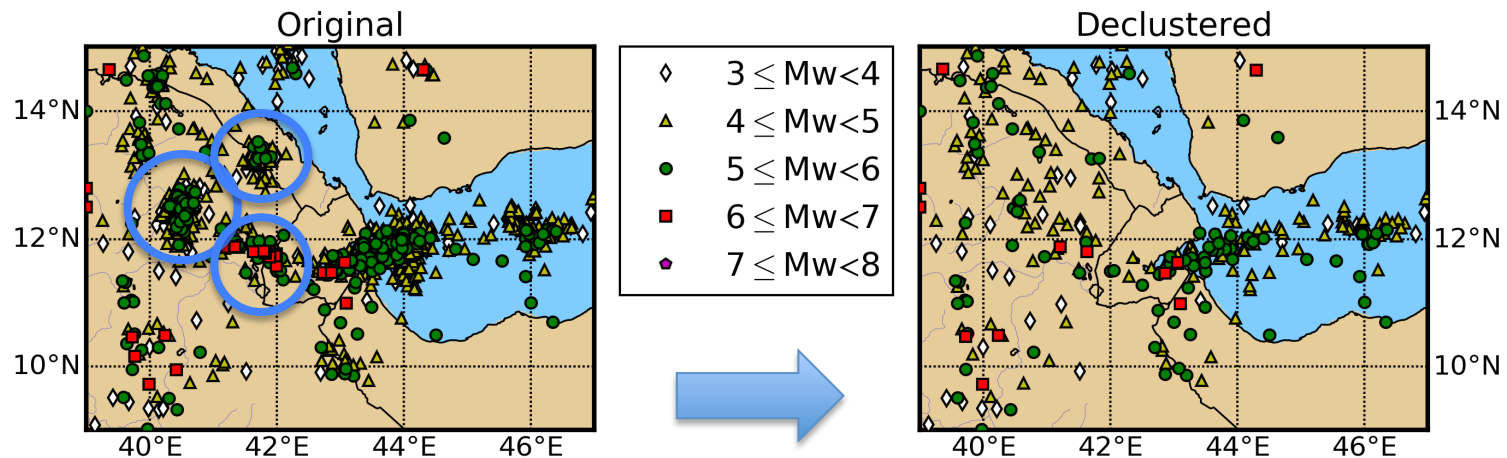 Original
Declustered
3 ≤ Mw<4
4 ≤ Mw<5
5 ≤ Mw<6
6 ≤ Mw<7
7 ≤ Mw<8
14°N
12°N
10°N
14°N
12°N
10°N
40°E 42°E 44°E 46°E
40°E 42°E 44°E 46°E